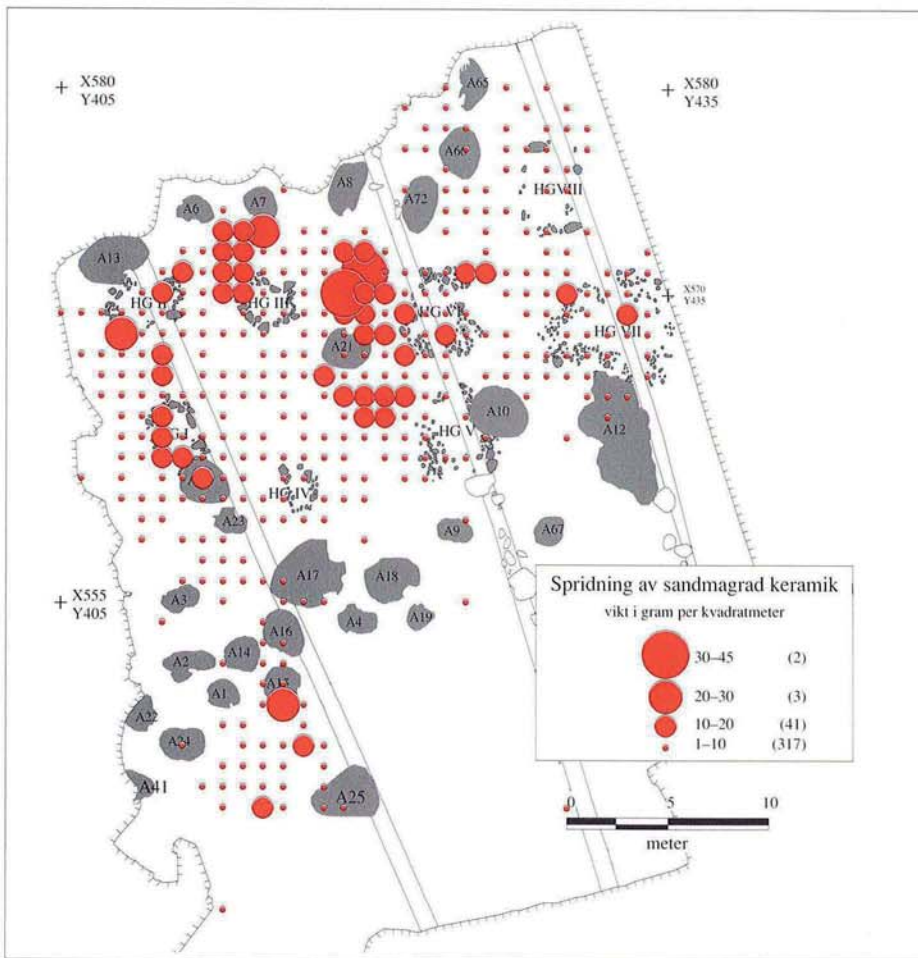 X580
Y405
X580
Y435
A65
A66
A8
A72
HGVIII
A6
A7
A13
HG II
HG III
HG VI
X570
Y435
HG VII
A21
A10
A12
HG V
HG IV
A23
A9
A67
A17
A18
X555
Y405
A3
A4
A19
A16
A14
A2
A15
A1
A22
A24
A41
A25
Spridning av sandmagrad keramik
vikt i gram per kvadratmeter
30–45 (2)
20–30 (3)
10–20 (41)
1–10 (317)
0 5 10
meter